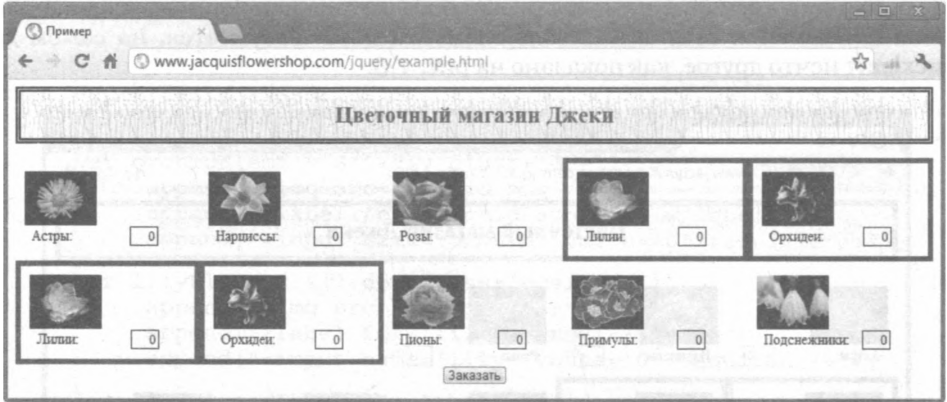 Пример
www.jacquisflowershop.com/jquery/example.html
Цветочный магазин Джеки
Астры: 0 Нарциссы: 0 Розы: 0 Лилии: 0 Орхидеи: 0
Лилии: 0 Орхидеи: 0 Пионы: 0 Примулы: 0 Подснежники: 0
Заказать